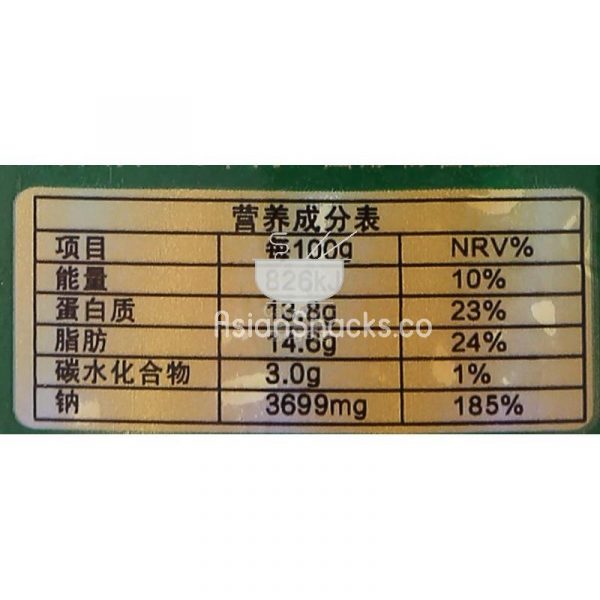 营养成分表
项目 每100g NRV%
能量 826kJ 10%
蛋白质 13.8g 23%
AsianSnacks.co
脂肪 14.6g 24%
碳水化合物 3.0g 1%
钠 3699mg 185%